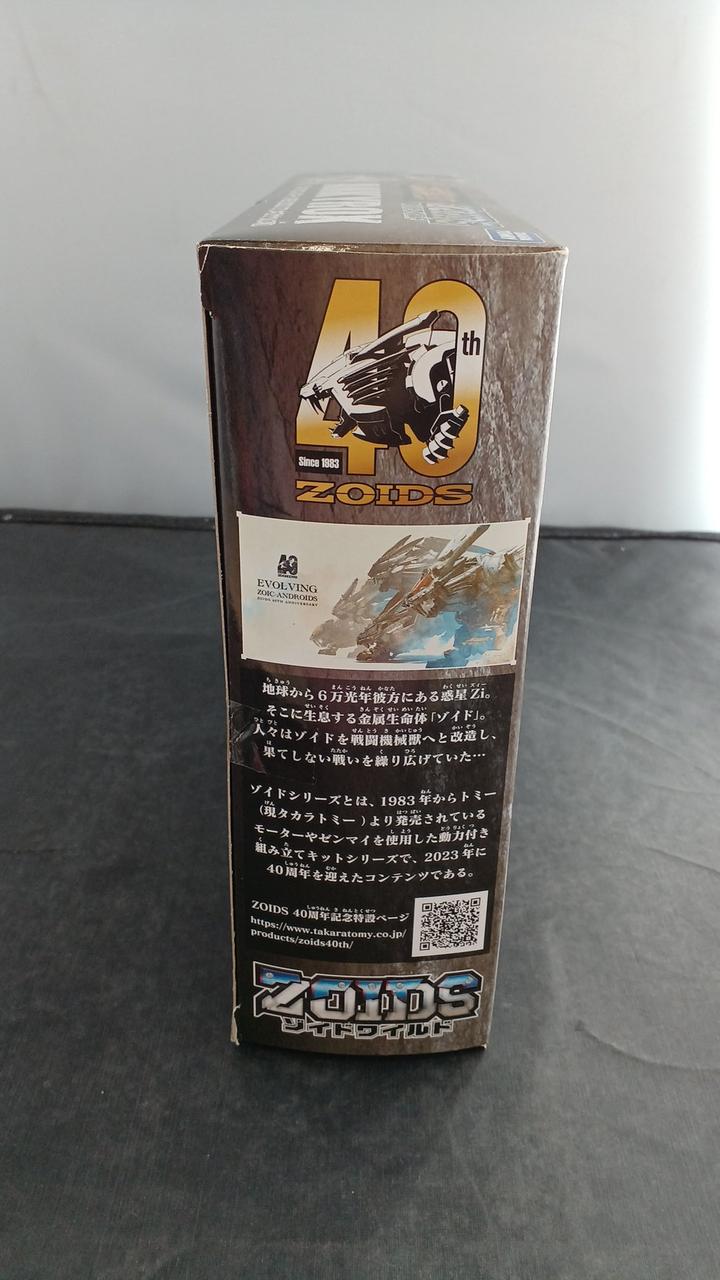 40th
Since 1983
ZOIDS
40
EVOLVING
ZOIC-ANDROIDS
ZOIDS 40TH ANNIVERSARY
地球から6万光年彼方にある惑星Zi。
そこに生息する金属生命体「ゾイド」。
人々はゾイドを戦闘機械獣へと改造し、
果てしない戦いを繰り広げていた…
ゾイドシリーズとは、1983年からトミー
(現タカラトミー)より発売されている
モーターやゼンマイを使用した動力付き
組み立てキットシリーズで、2023年に
40周年を迎えたコンテンツである。
ZOIDS 40周年記念特設ページ
https://www.takaratomy.co.jp/
products/zoids40th/
ZOIDS
ゾイドワイルド